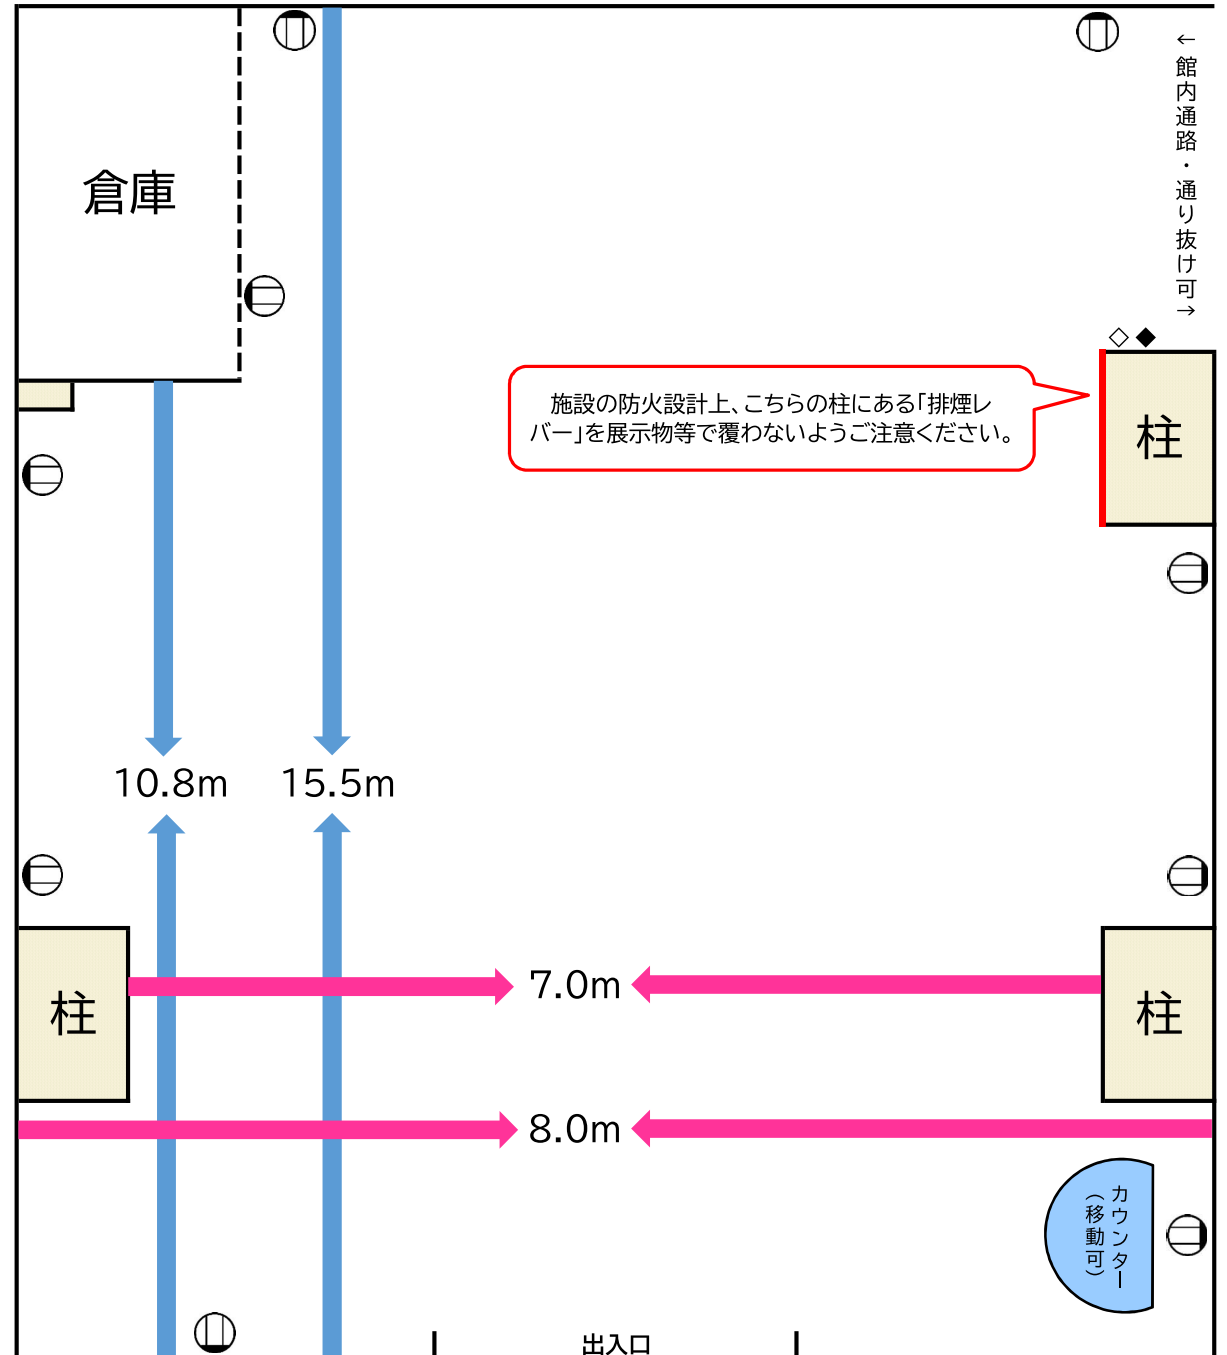 ←館内通路・通り抜け可→
倉庫
◇◆
施設の防火設計上、こちらの柱にある「排煙レ
バー」を展示物等で覆わないようご注意ください。
柱
10.8m
15.5m
柱
7.0m
柱
8.0m
カウンター
（移動可）
出入口